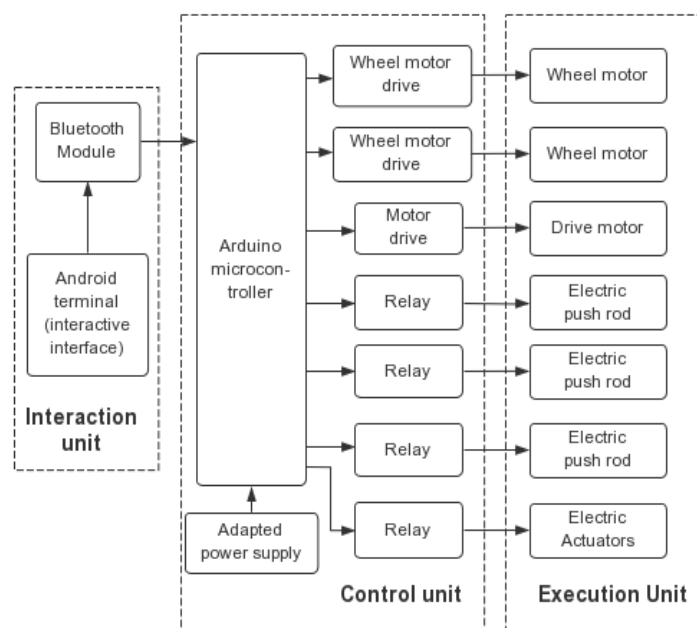 Bluetooth
Module
Android
terminal
(interactive
interface)
Interaction
unit
Arduino
microcon-
troller
Adapted
power supply
Wheel motor
drive
Wheel motor
drive
Motor
drive
Relay
Relay
Relay
Relay
Control unit
Wheel motor
Wheel motor
Drive motor
Electric
push rod
Electric
push rod
Electric
push rod
Electric
Actuators
Execution Unit